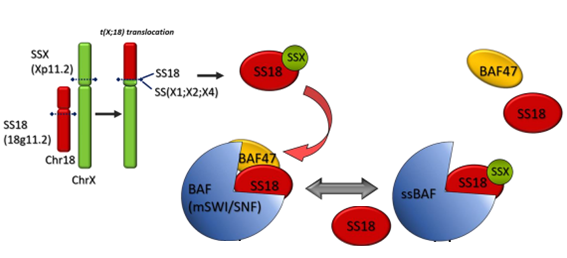 t(X;18) translocation
SSX
(Xp11.2)
SS18
SS(X1;X2;X4)
SS18
(18g11.2)
Chr18
ChrX
SS18
SSX
BAF47
SS18
BAF47
SS18
BAF
(mSWI/SNF)
SS18
ssBAF
SS18
SSX